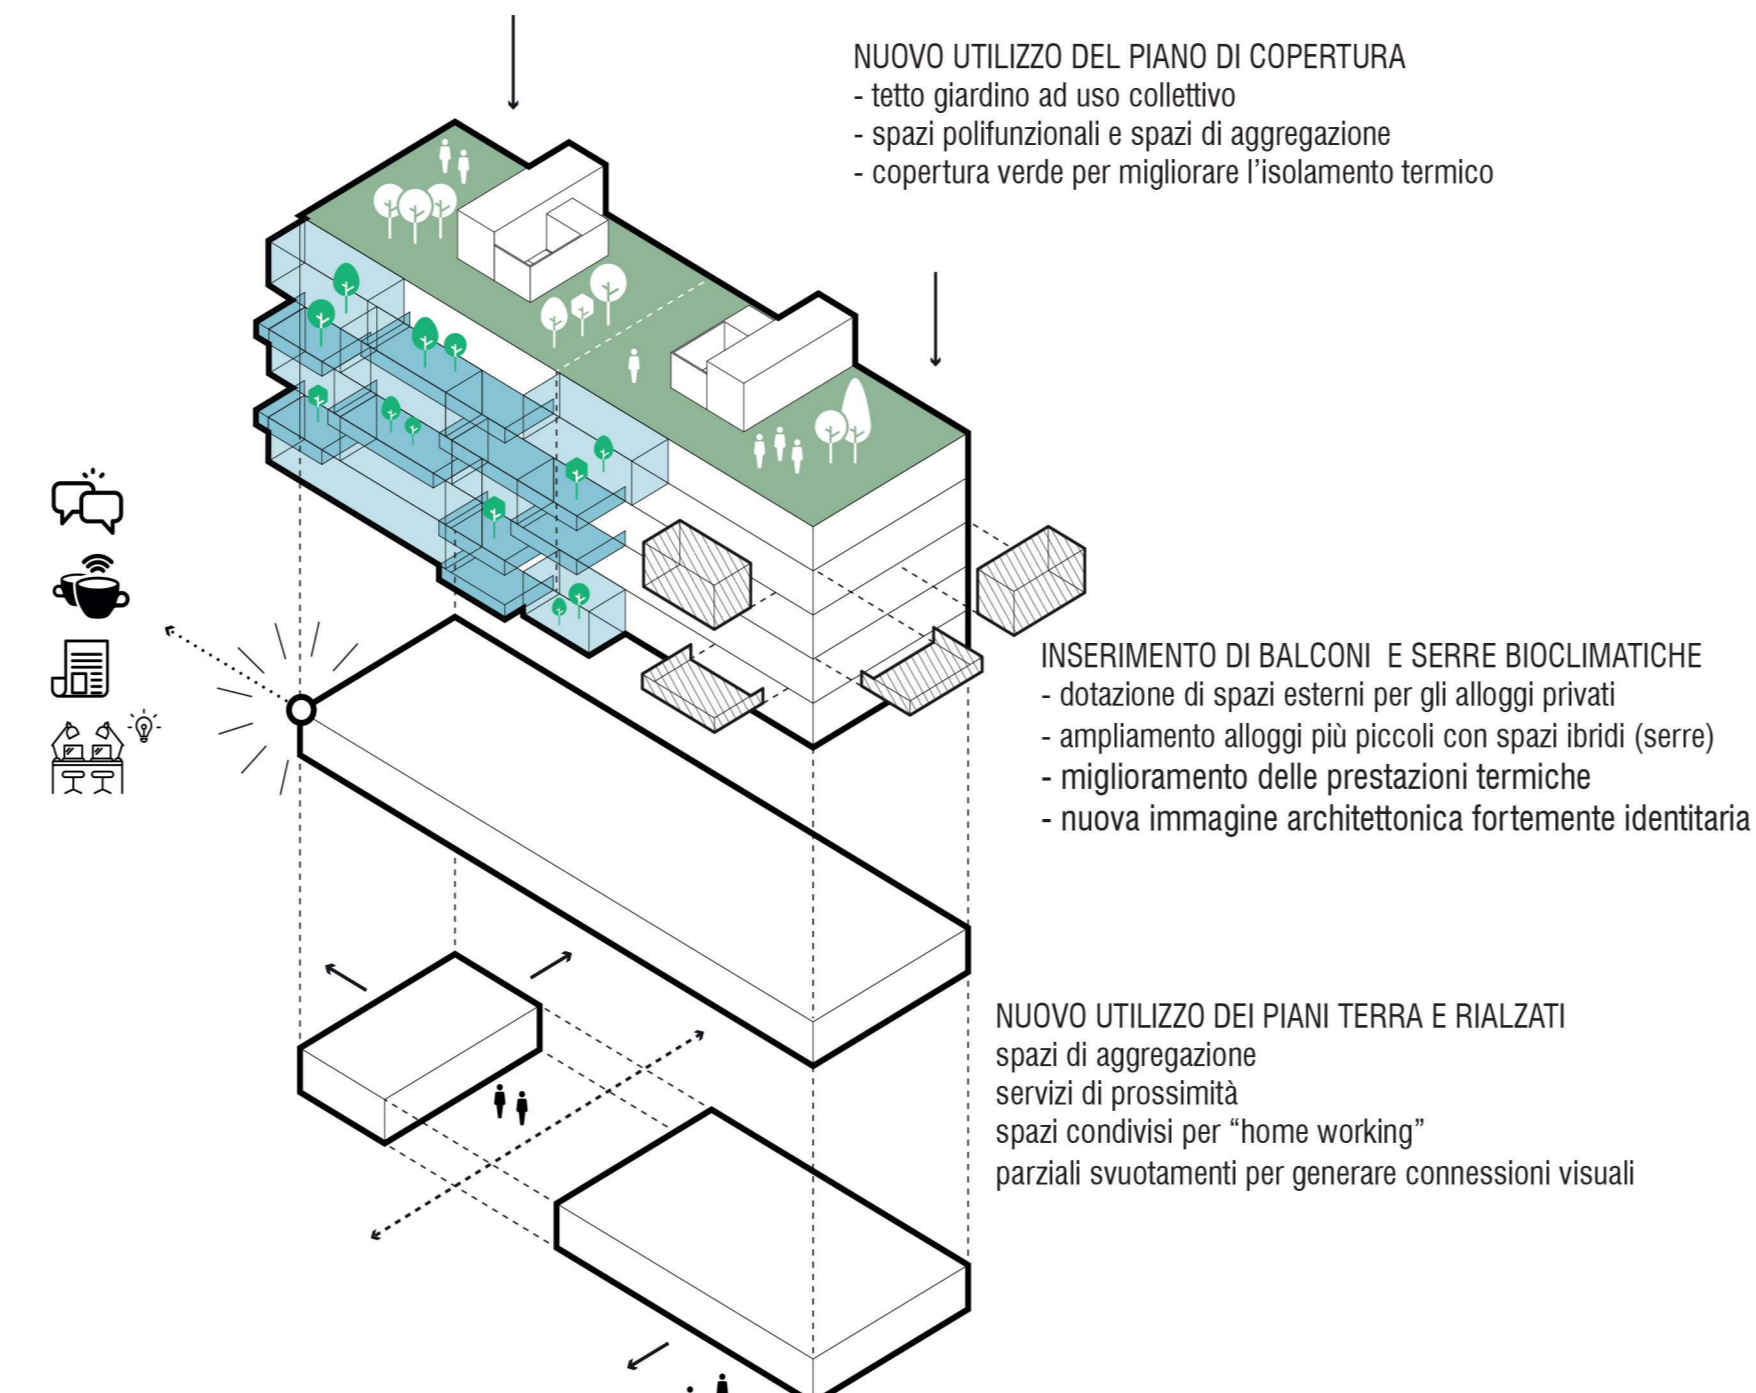 NUOVO UTILIZZO DEL PIANO DI COPERTURA
- tetto giardino ad uso collettivo
- spazi polifunzionali e spazi di aggregazione
- copertura verde per migliorare l'isolamento termico
INSERIMENTO DI BALCONI E SERRE BIOCLIMATICHE
- dotazione di spazi esterni per gli alloggi privati
- ampliamento alloggi più piccoli con spazi ibridi (serre)
- miglioramento delle prestazioni termiche
- nuova immagine architettonica fortemente identitaria
NUOVO UTILIZZO DEI PIANI TERRA E RIALZATI
spazi di aggregazione
servizi di prossimità
spazi condivisi per “home working”
parziali svuotamenti per generare connessioni visuali